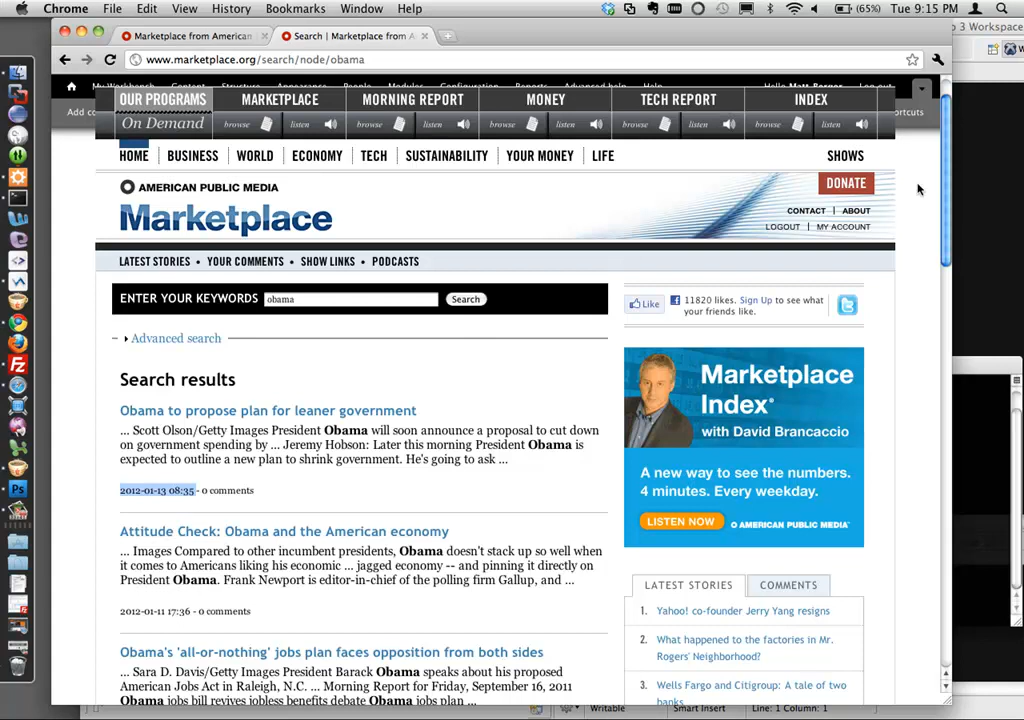 Chrome File Edit View History Bookmarks Window Help (65%) Tue 9:15 PM
Marketplace from American
Search | Marketplace from A
3 Workspace
www.marketplace.org/search/node/obama
Add co
OUR PROGRAMS MARKETPLACE MORNING REPORT MONEY TECH REPORT INDEX
On Demand browse listen browse listen browse listen browse listen browse listen
HOME BUSINESS WORLD ECONOMY TECH SUSTAINABILITY YOUR MONEY LIFE SHOWS
AMERICAN PUBLIC MEDIA
Marketplace
DONATE
CONTACT | ABOUT
LOGOUT | MY ACCOUNT
LATEST STORIES • YOUR COMMENTS • SHOW LINKS • PODCASTS
ENTER YOUR KEYWORDS obama Search
Like
11820 likes. Sign Up to see what
your friends like.
Advanced search
Search results
Obama to propose plan for leaner government
... Scott Olson/Getty Images President Obama will soon announce a proposal to cut down
on government spending by ... Jeremy Hobson: Later this morning President Obama is
expected to outline a new plan to shrink government. He's going to ask ...
2012-01-13 08:35 - 0 comments
Attitude Check: Obama and the American economy
... Images Compared to other incumbent presidents, Obama doesn't stack up so well when
it comes to Americans liking his economic ... jagged economy -- and pinning it directly on
President Obama. Frank Newport is editor-in-chief of the polling firm Gallup, and ...
2012-01-11 17:36 - 0 comments
Obama's 'all-or-nothing' jobs plan faces opposition from both sides
... Sara D. Davis/Getty Images President Barack Obama speaks about his proposed
American Jobs Act in Raleigh, N.C. ... Morning Report for Friday, September 16, 2011
Obama jobs bill revives jobless benefits debate Obama jobs plan ...
Marketplace
Index®
with David Brancaccio
A new way to see the numbers.
4 minutes. Every weekday.
LISTEN NOW AMERICAN PUBLIC MEDIA™
LATEST STORIES COMMENTS
1. Yahoo! co-founder Jerry Yang resigns
2. What happened to the factories in Mr.
Rogers' Neighborhood?
3. Wells Fargo and Citigroup: A tale of two
banks
Writable Smart Insert Line: 1 Column: 1